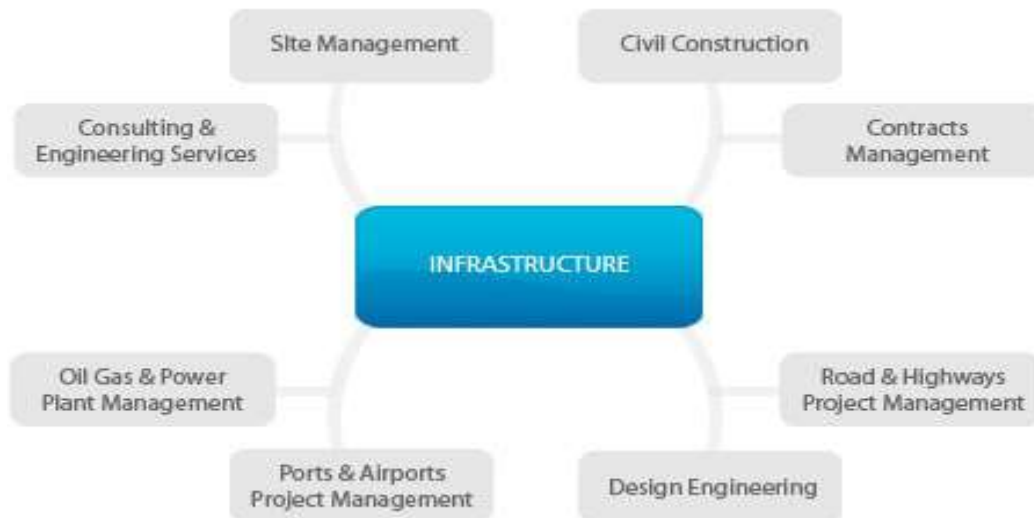 Site Management
Civil Construction
Consulting &
Engineering Services
Contracts
Management
INFRASTRUCTURE
Oil Gas & Power
Plant Management
Road & Highways
Project Management
Ports & Airports
Project Management
Design Engineering